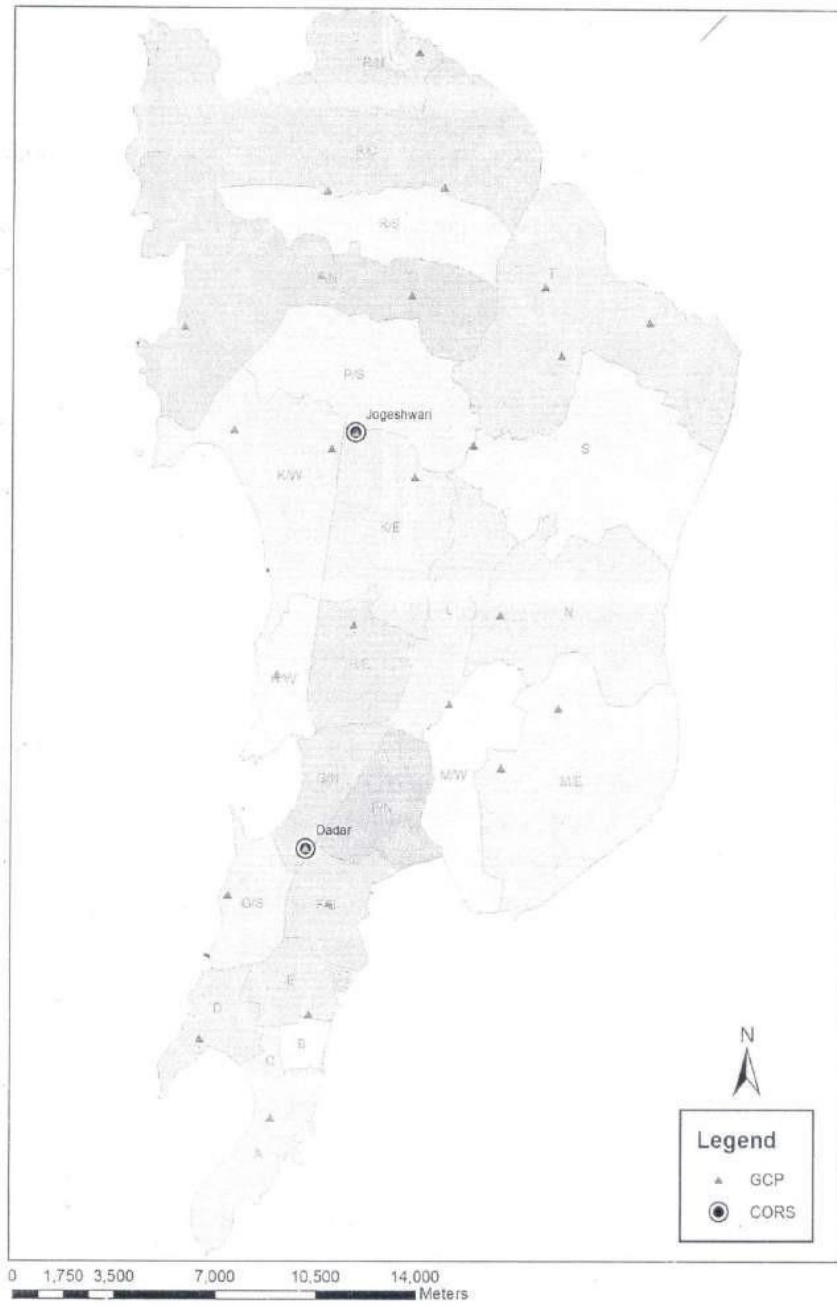 R/N
R/C
R/S
T
P/S
Jogeshwari
S
K/W
K/E
L
N
H/E
H/W
G/N
M/W
M/E
F/N
Dadar
G/S
F/S
E
D
B
C
A
N
Legend
GCP
CORS
0 1,750 3,500 7,000 10,500 14,000
Meters